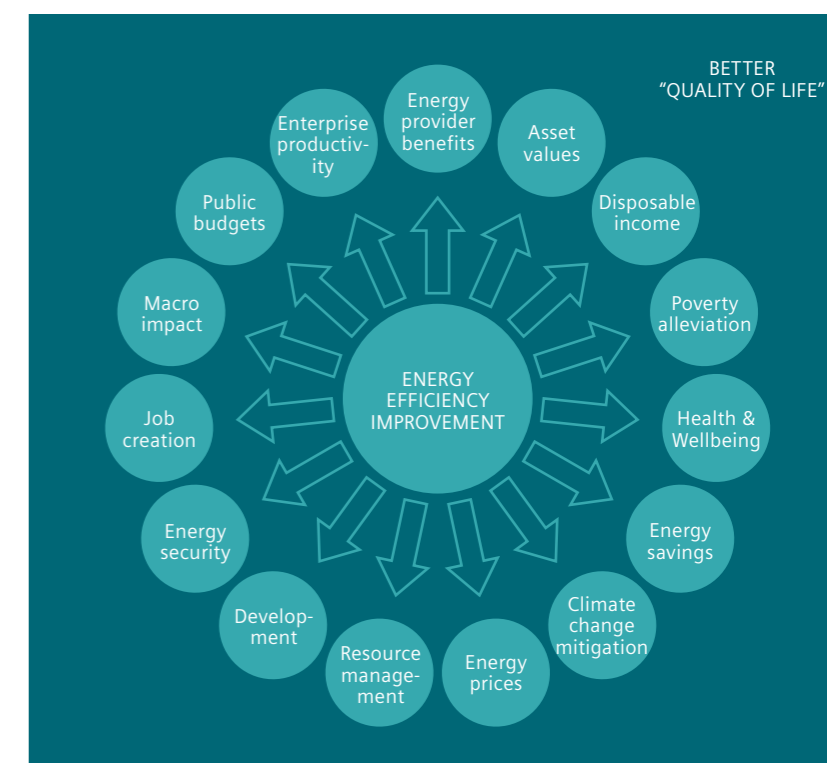 BETTER
“QUALITY OF LIFE”
Energy
provider
benefits
Asset
values
Disposable
income
Poverty
alleviation
Health &
Wellbeing
Energy
savings
Climate
change
mitigation
Energy
prices
Resource
manage-
ment
Develop-
ment
Energy
security
Job
creation
Macro
impact
Public
budgets
Enterprise
productiv-
ity
ENERGY
EFFICIENCY
IMPROVEMENT